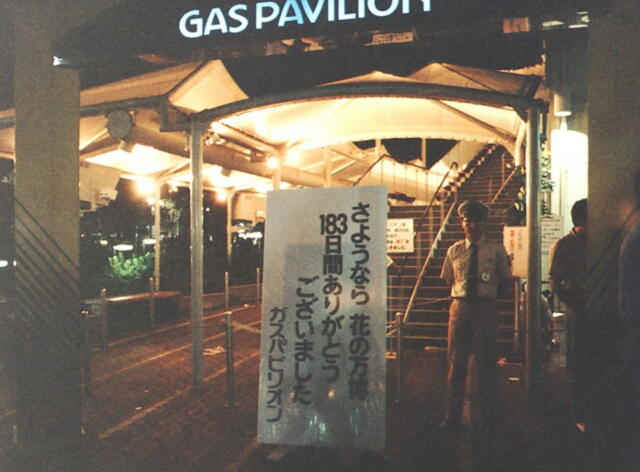 GAS PAVILION
さようなら 花の万博
183日間ありがとう
ございました
ガスパビリオン